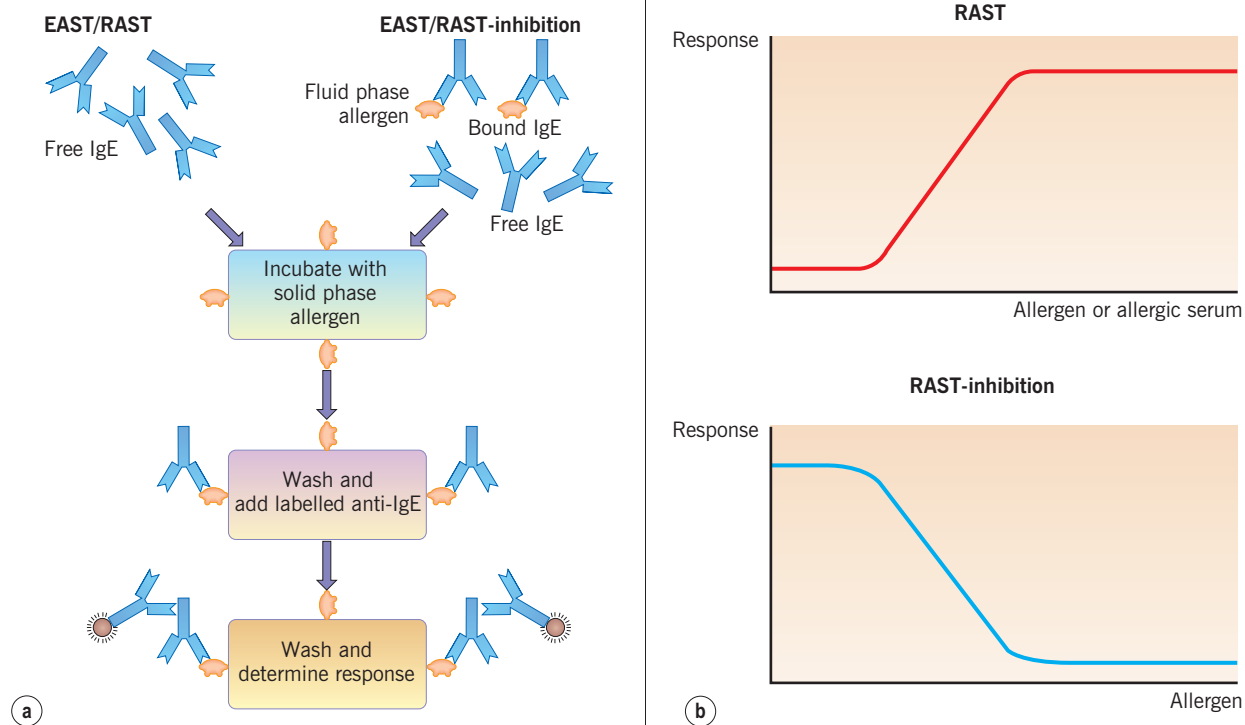 EAST/RAST
EAST/RAST-inhibition
Fluid phase
allergen
Bound IgE
Free IgE
Free IgE
Incubate with
solid phase
allergen
Wash and
add labelled anti-IgE
Wash and
determine response
a
RAST
Response
Allergen or allergic serum
RAST-inhibition
Response
Allergen
b